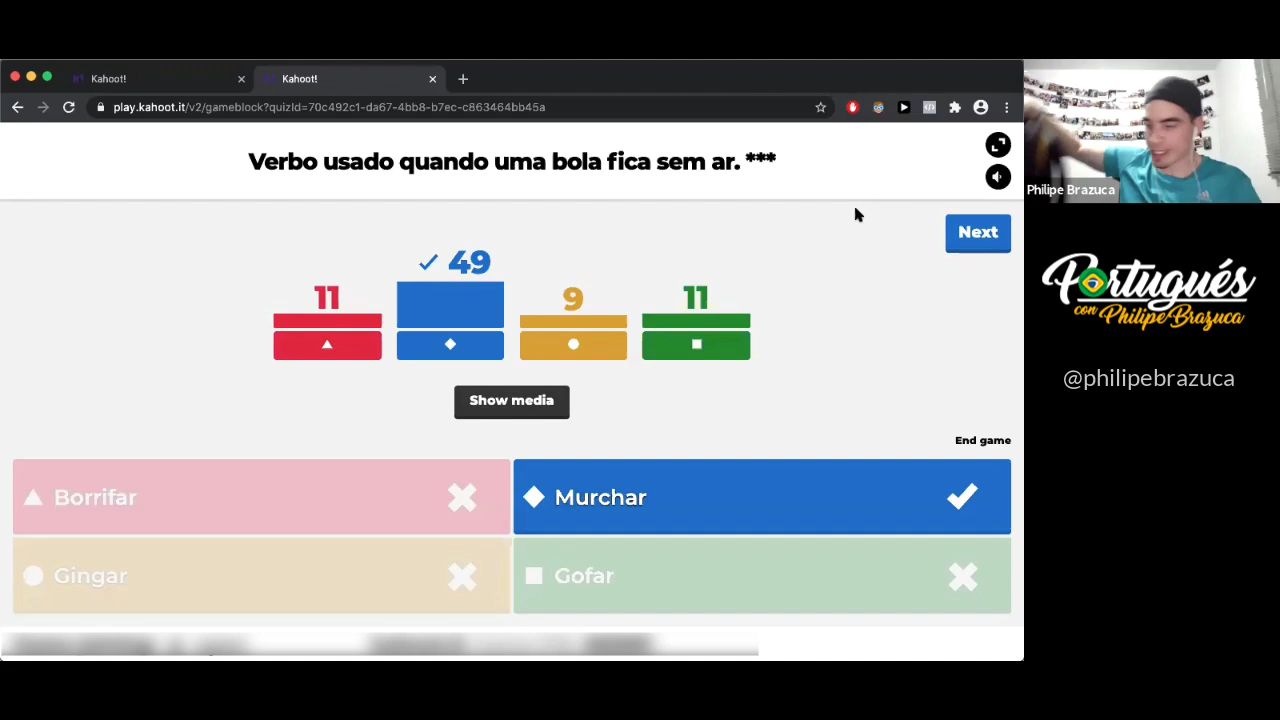 Kahoot!
Kahoot!
play.kahoot.it/v2/gameblock?quizId=70c492c1-da67-4bb8-b7ec-c863464bb45a
Verbo usado quando uma bola fica sem ar. ***
Philipe Brazuca
Next
11
49
9
11
Show media
End game
Borrifar
Murchar
Gingar
Gofar
Portugués
con Philipe Brazuca
@philipebrazuca